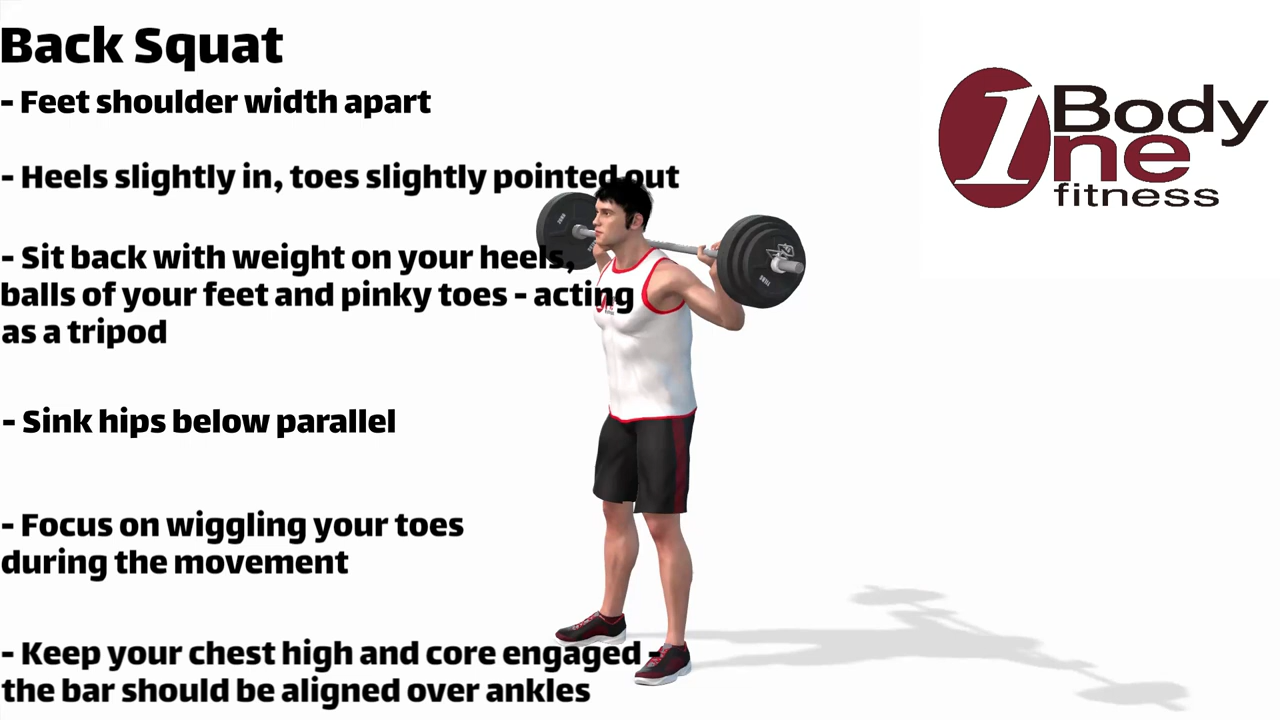 Back Squat
- Feet shoulder width apart
- Heels slightly in, toes slightly pointed out
- Sit back with weight on your heels,
balls of your feet and pinky toes - acting
as a tripod
- Sink hips below parallel
- Focus on wiggling your toes
during the movement
- Keep your chest high and core engaged -
the bar should be aligned over ankles
Body
1ne
fitness